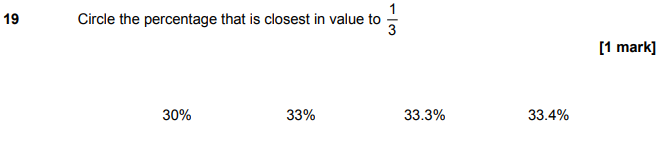 19 Circle the percentage that is closest in value to 1/3
[1 mark]
30% 33% 33.3% 33.4%